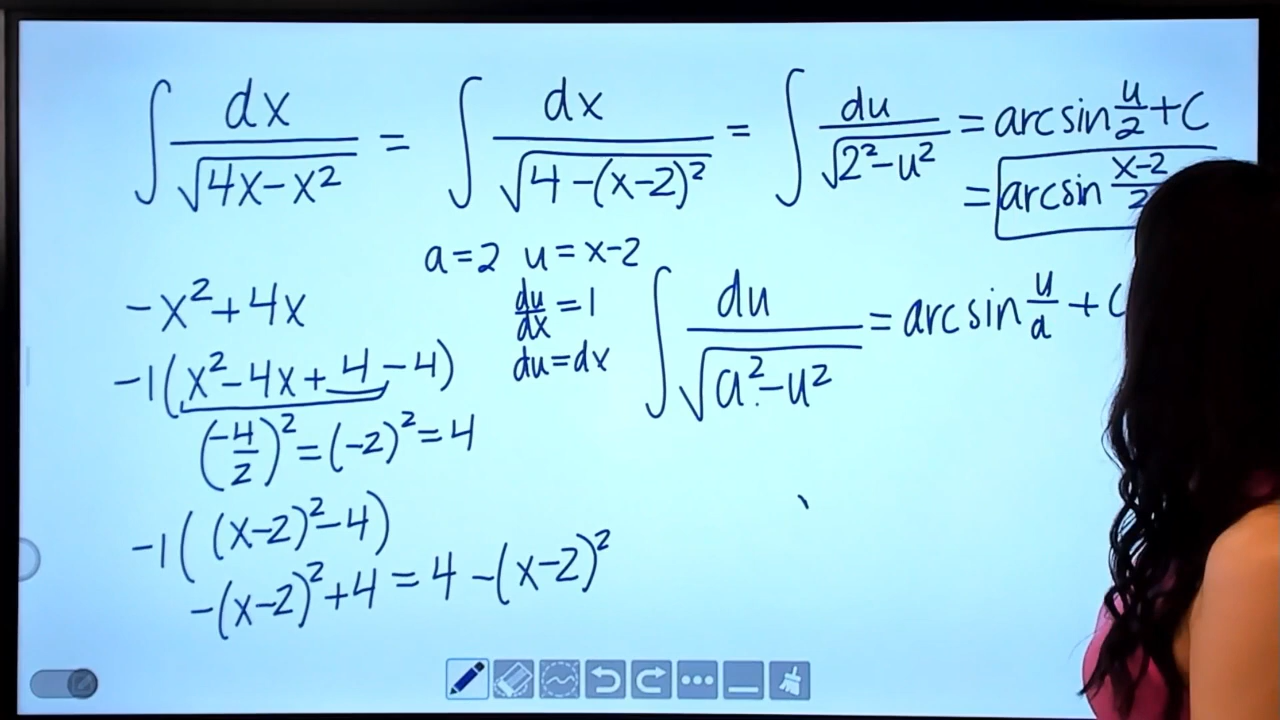 ∫ dx/√(4x-x²) = ∫ dx/√(4-(x-2)²) = ∫ du/√(2²-u²) = arcsin u/2 + C
= arcsin (x-2)/2
a=2 u=x-2
du/dx = 1
du=dx
∫ du/√(a²-u²) = arcsin u/a + C
-x²+4x
-1(x²-4x+4-4)
(-4/2)²=(-2)²=4
-1((x-2)²-4)
-(x-2)²+4=4-(x-2)²